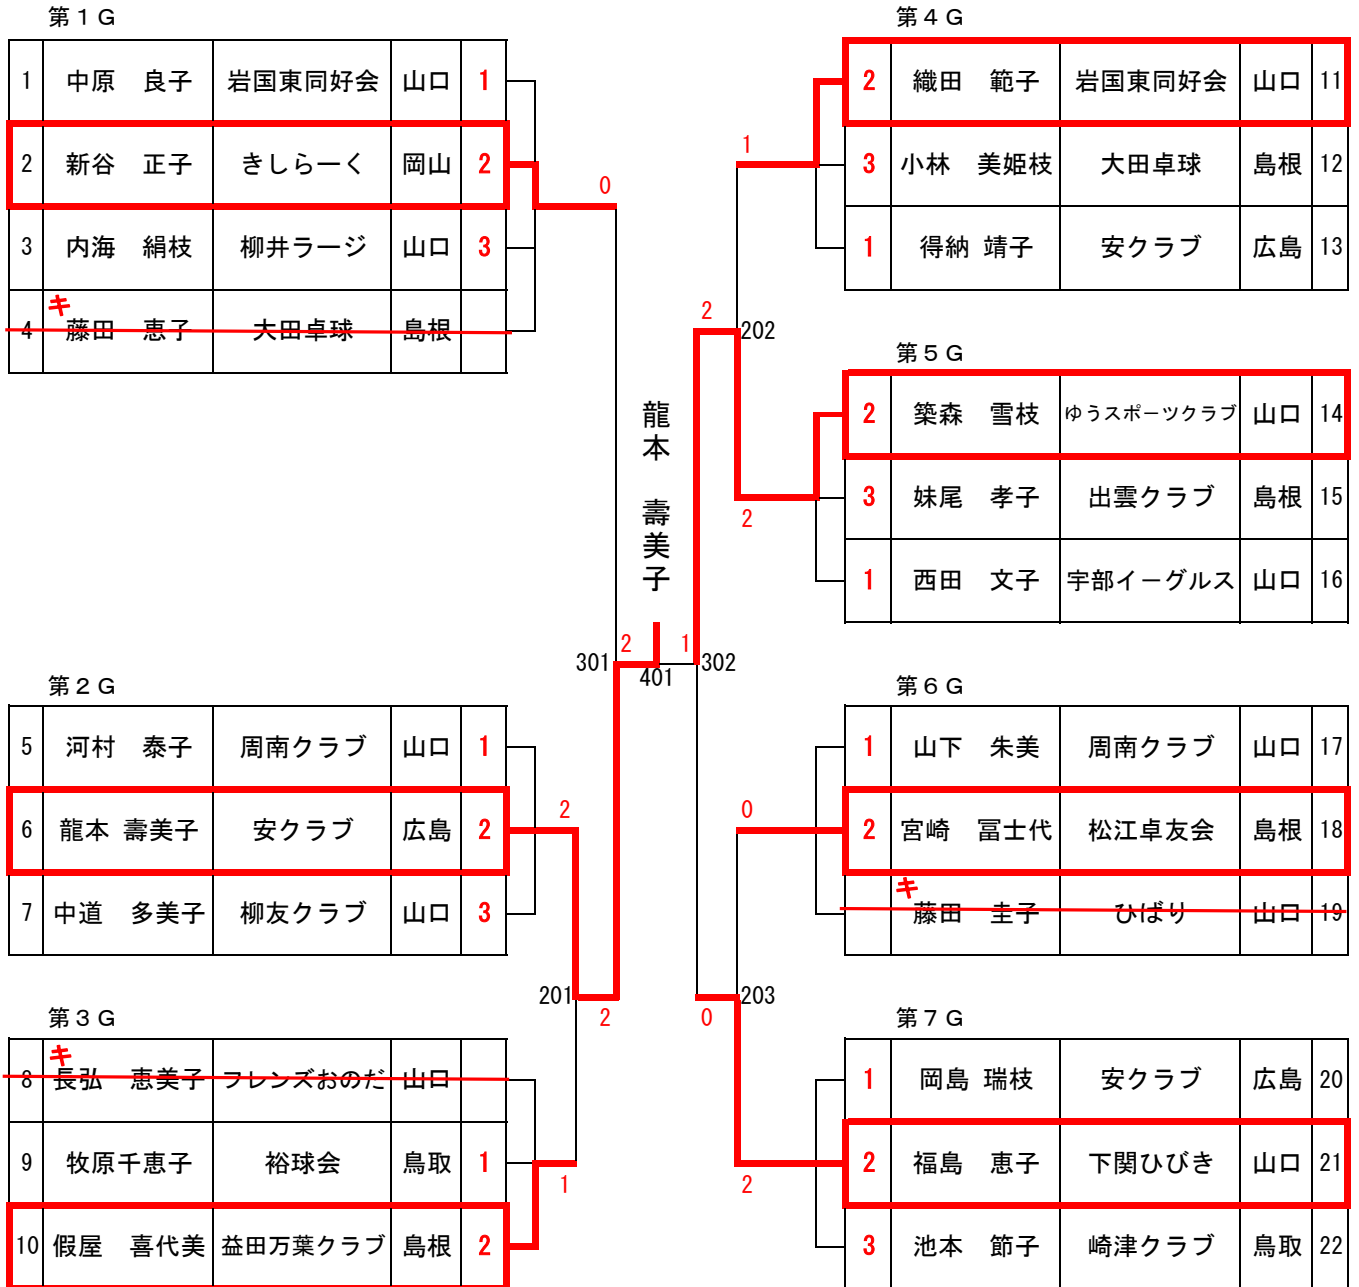 第１Ｇ
1 中原　良子 岩国東同好会 山口 1
2 新谷　正子 きしらーく 岡山 2
3 内海　絹枝 柳井ラージ 山口 3
キ
4 藤田　恵子 大田卓球 島根
0
第２Ｇ
5 河村　泰子 周南クラブ 山口 1
6 龍本 壽美子 安クラブ 広島 2
7 中道　多美子 柳友クラブ 山口 3
2
第３Ｇ
キ
8 長弘　恵美子 フレンズおのだ 山口
9 牧原千恵子 裕球会 鳥取 1
10 假屋　喜代美 益田万葉クラブ 島根 2
1
201
2
301
2
龍本　壽美子
401
1
302
第４Ｇ
2 織田　範子 岩国東同好会 山口 11
3 小林　美姫枝 大田卓球 島根 12
1 得納 靖子 安クラブ 広島 13
1
2
202
第５Ｇ
2 築森　雪枝 ゆうスポーツクラブ 山口 14
3 妹尾　孝子 出雲クラブ 島根 15
1 西田　文子 宇部イーグルス 山口 16
2
第６Ｇ
1 山下　朱美 周南クラブ 山口 17
2 宮崎　冨士代 松江卓友会 島根 18
キ
藤田　圭子 ひばり 山口 19
0
203
0
第７Ｇ
1 岡島 瑞枝 安クラブ 広島 20
2 福島　恵子 下関ひびき 山口 21
3 池本　節子 崎津クラブ 鳥取 22
2